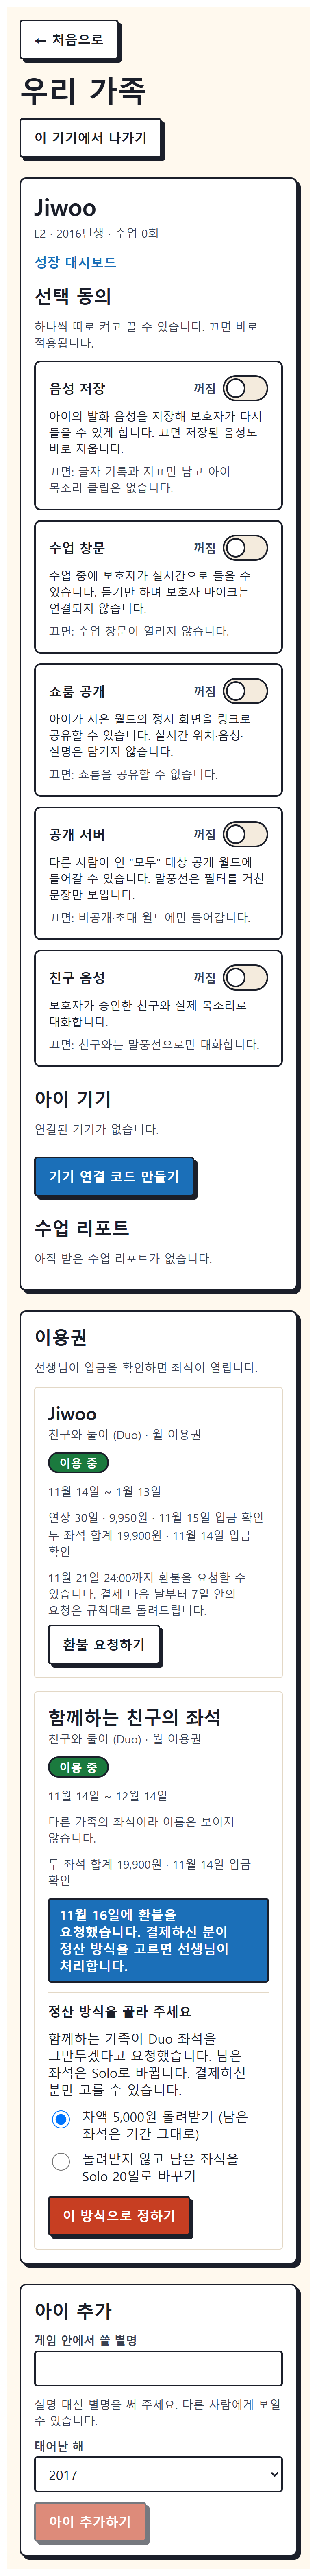 ← 처음으로
우리 가족
이 기기에서 나가기
Jiwoo
L2 · 2016년생 · 수업 0회
성장 대시보드
선택 동의
하나씩 따로 켜고 끌 수 있습니다. 끄면 바로
적용됩니다.
음성 저장
꺼짐
아이의 발화 음성을 저장해 보호자가 다시
들을 수 있게 합니다. 끄면 저장된 음성도
바로 지웁니다.
끄면: 글자 기록과 지표만 남고 아이
목소리 클립은 없습니다.
수업 창문
꺼짐
수업 중에 보호자가 실시간으로 들을 수
있습니다. 듣기만 하며 보호자 마이크는
연결되지 않습니다.
끄면: 수업 창문이 열리지 않습니다.
쇼룸 공개
꺼짐
아이가 지은 월드의 정지 화면을 링크로
공유할 수 있습니다. 실시간 위치·음성·
실명은 담기지 않습니다.
끄면: 쇼룸을 공유할 수 없습니다.
공개 서버
꺼짐
다른 사람이 연 "모두" 대상 공개 월드에
들어갈 수 있습니다. 말풍선은 필터를 거친
문장만 보입니다.
끄면: 비공개·초대 월드에만 들어갑니다.
친구 음성
꺼짐
보호자가 승인한 친구와 실제 목소리로
대화합니다.
끄면: 친구와는 말풍선으로만 대화합니다.
아이 기기
연결된 기기가 없습니다.
기기 연결 코드 만들기
수업 리포트
아직 받은 수업 리포트가 없습니다.
이용권
선생님이 입금을 확인하면 좌석이 열립니다.
Jiwoo
친구와 둘이 (Duo) · 월 이용권
이용 중
11월 14일 ~ 1월 13일
연장 30일 · 9,950원 · 11월 15일 입금 확인
두 좌석 합계 19,900원 · 11월 14일 입금
확인
11월 21일 24:00까지 환불을 요청할 수
있습니다. 결제 다음 날부터 7일 안의
요청은 규칙대로 돌려드립니다.
환불 요청하기
함께하는 친구의 좌석
친구와 둘이 (Duo) · 월 이용권
이용 중
11월 14일 ~ 12월 14일
다른 가족의 좌석이라 이름은 보이지
않습니다.
두 좌석 합계 19,900원 · 11월 14일 입금
확인
11월 16일에 환불을
요청했습니다. 결제하신 분이
정산 방식을 고르면 선생님이
처리합니다.
정산 방식을 골라 주세요
함께하는 가족이 Duo 좌석을
그만두겠다고 요청했습니다. 남은
좌석은 Solo로 바뀝니다. 결제하신
분만 고를 수 있습니다.
차액 5,000원 돌려받기 (남은
좌석은 기간 그대로)
돌려받지 않고 남은 좌석을
Solo 20일로 바꾸기
이 방식으로 정하기
아이 추가
게임 안에서 쓸 별명
실명 대신 별명을 써 주세요. 다른 사람에게 보일
수 있습니다.
태어난 해
2017
아이 추가하기